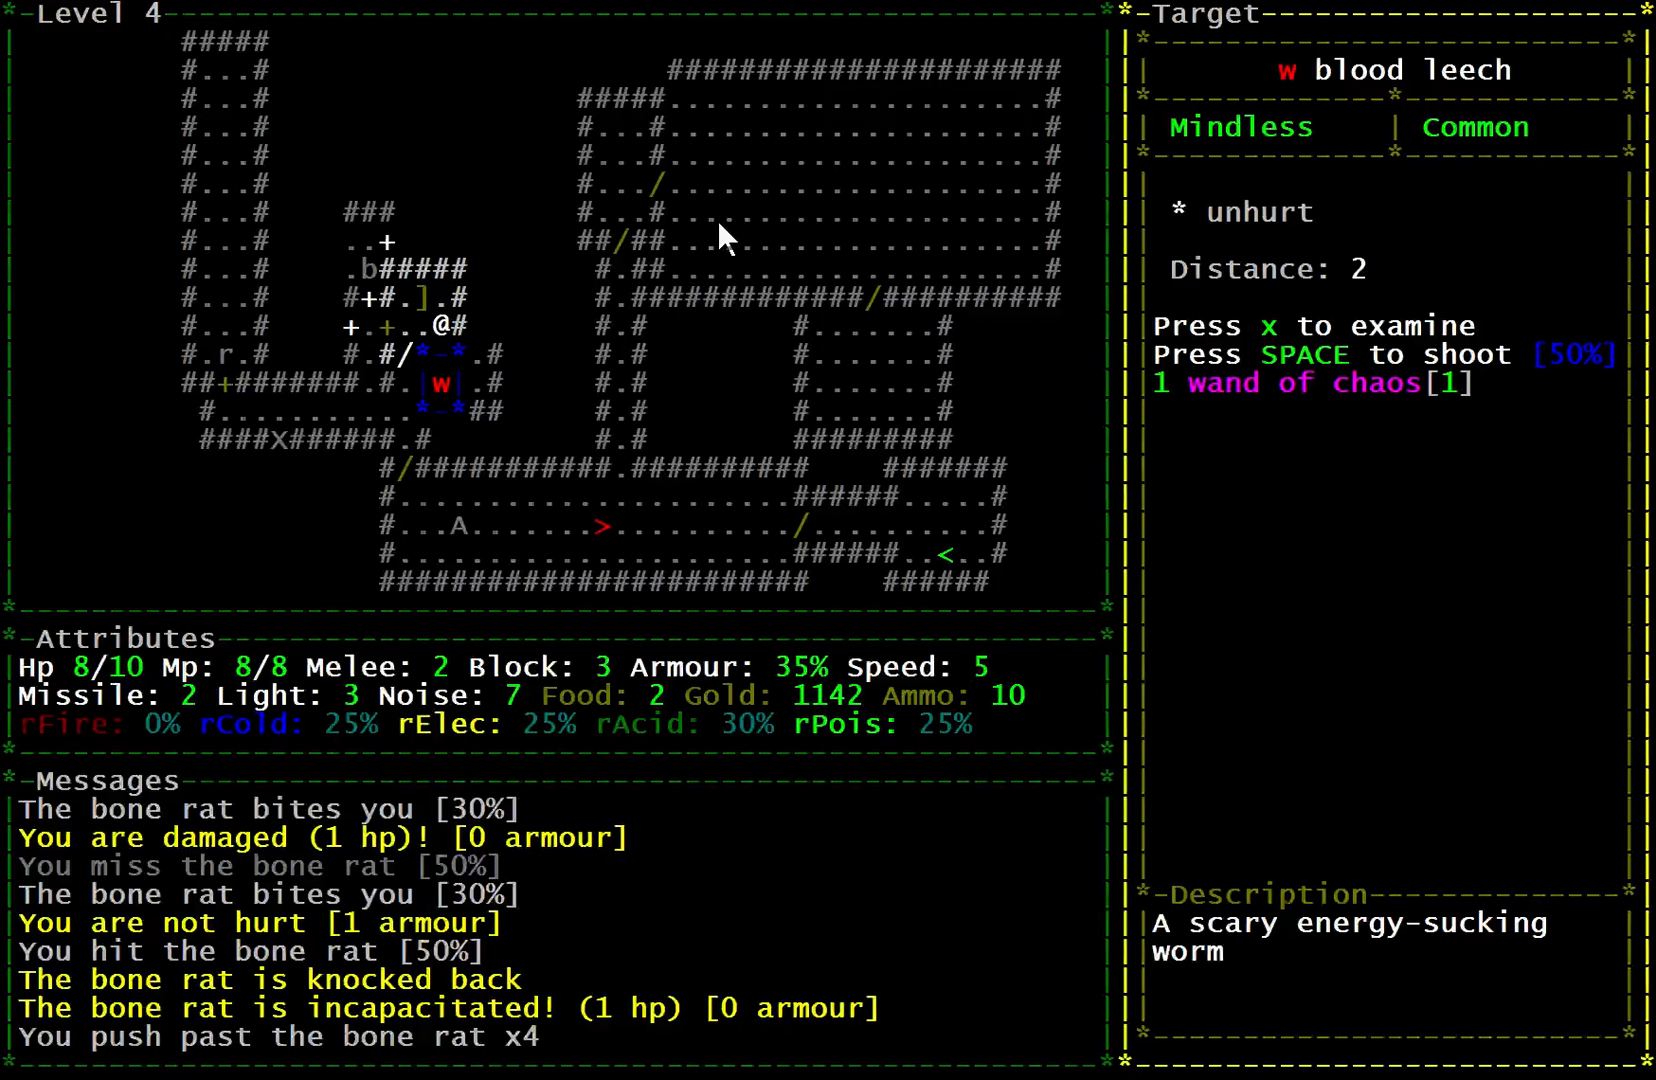 Level 4
#####
#...#                      ######################
#...#                 #####.....................#
#...#                 #...#.....................#
#...#                 #...#.....................#
#...#                 #.../.....................#
#...#    ###          #...#.....................#
#...#    ..+          ##/##.....................#
#...#    .b#####       #.##.....................#
#...#    #+#.].#       #.#############/##########
#...#    +.+..@#       #.#        #.......#
#.r.#    #.#/*-*.#     #.#        #.......#
##+#######.#.|w|.#     #.#        #.......#
#...........*-*##     #.#        #.......#
####x######.#         #.#        #########
#/###########.##########    #######
#......................######.....#
#...A.......>........../..........#
#......................######..<..#
########################    ######
Attributes
Hp 8/10 Mp: 8/8 Melee: 2 Block: 3 Armour: 35% Speed: 5
Missile: 2 Light: 3 Noise: 7 Food: 2 Gold: 1142 Ammo: 10
rFire: 0% rCold: 25% rElec: 25% rAcid: 30% rPois: 25%
Messages
The bone rat bites you [30%]
You are damaged (1 hp)! [0 armour]
You miss the bone rat [50%]
The bone rat bites you [30%]
You are not hurt [1 armour]
You hit the bone rat [50%]
The bone rat is knocked back
The bone rat is incapacitated! (1 hp) [0 armour]
You push past the bone rat x4
Target
w blood leech
Mindless | Common
* unhurt
Distance: 2
Press x to examine
Press SPACE to shoot [50%]
1 wand of chaos[1]
Description
A scary energy-sucking
worm